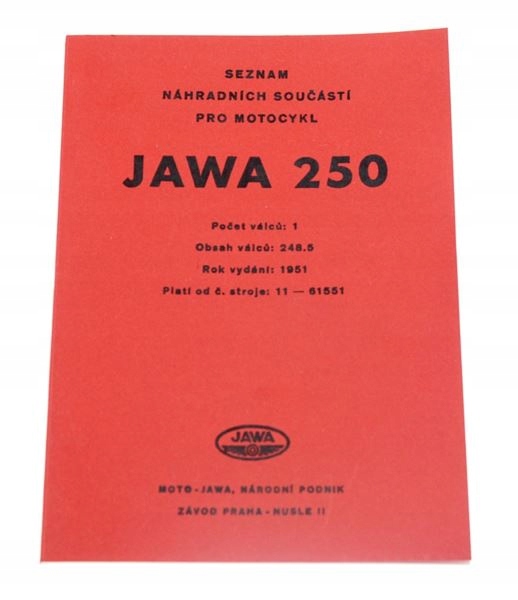 SEZNAM
NÁHRADNÍCH SOUČÁSTÍ
PRO MOTOCYKL
JAWA 250
Počet válců: 1
Obsah válců: 248.5
Rok vydání: 1951
Platí od č. stroje: 11 — 61551
JAWA
MOTO - JAWA, NÁRODNÍ PODNIK
ZÁVOD PRAHA - NUSLE II